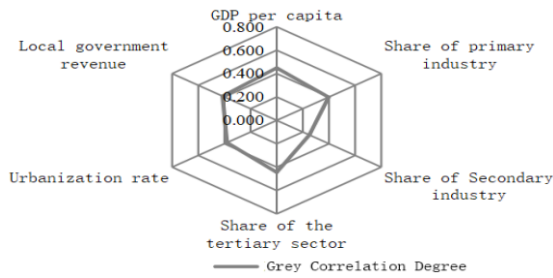 GDP per capita
0.800
0.600
0.400
0.200
0.000
Share of primary
industry
Share of Secondary
industry
Share of the
tertiary sector
Urbanization rate
Local government
revenue
Grey Correlation Degree